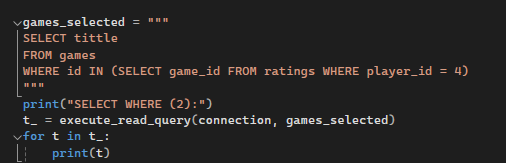 games_selected = """
SELECT tittle
FROM games
WHERE id IN (SELECT game_id FROM ratings WHERE player_id = 4)
"""
print("SELECT WHERE (2):")
t_ = execute_read_query(connection, games_selected)
for t in t_:
    print(t)